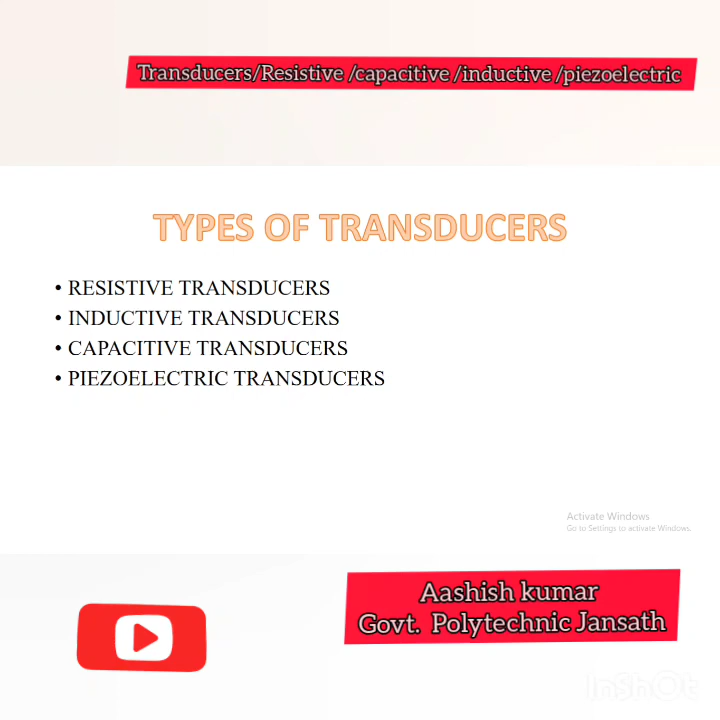 Transducers/Resistive /capacitive /inductive /piezoelectric
TYPES OF TRANSDUCERS
• RESISTIVE TRANSDUCERS
• INDUCTIVE TRANSDUCERS
• CAPACITIVE TRANSDUCERS
• PIEZOELECTRIC TRANSDUCERS
Activate Windows
Go to Settings to activate Windows.
Aashish kumar
Govt. Polytechnic Jansath
InShOt